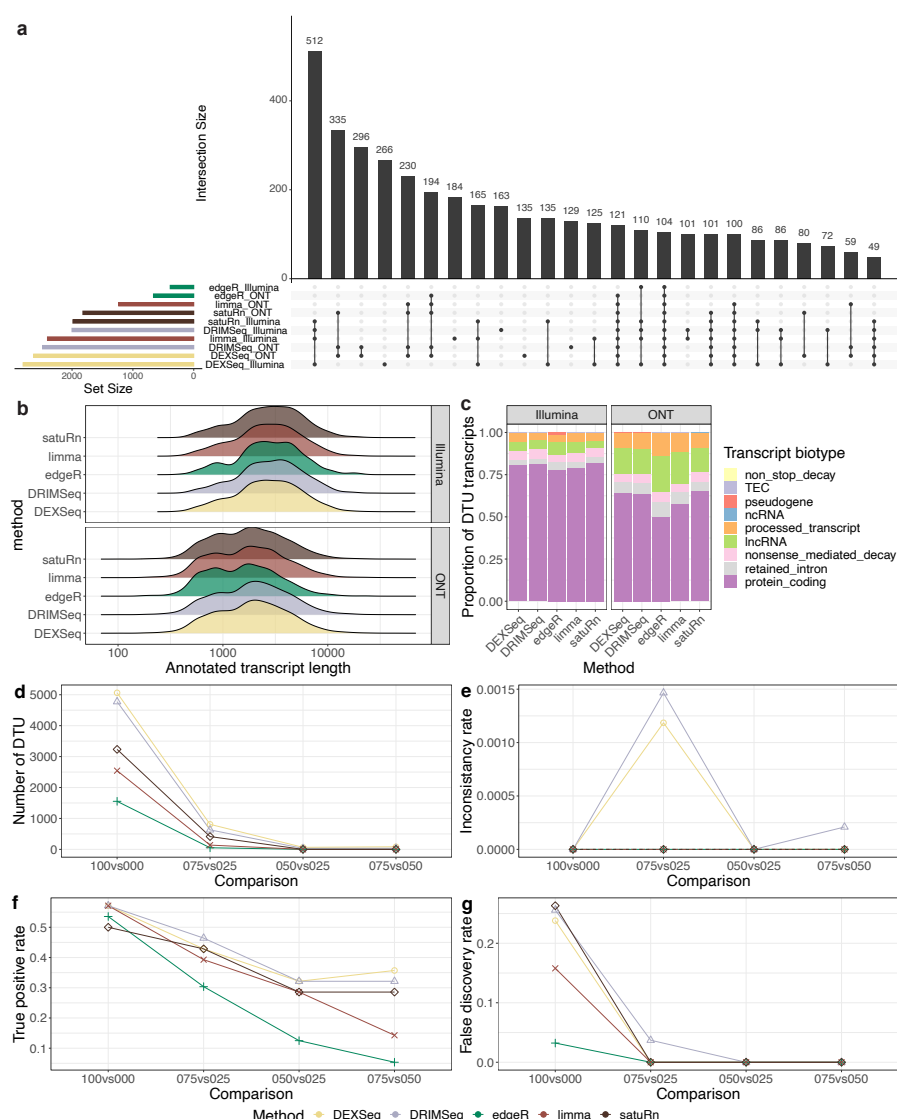 a
512
335
296
266
230
194
184
165
163
135
135
129
125
121
110
104
101
101
100
86
86
80
72
59
49
Intersection Size
400
200
0
edgeR_Illumina
edgeR_ONT
limma_ONT
satuRn_ONT
satuRn_Illumina
DRIMSeq_Illumina
limma_Illumina
DRIMSeq_ONT
DEXSeq_ONT
DEXSeq_Illumina
2000 1000 0
Set Size
b
method
satuRn
limma
edgeR
DRIMSeq
DEXSeq
Illumina
satuRn
limma
edgeR
DRIMSeq
DEXSeq
ONT
100 1000 10000
Annotated transcript length
c
Illumina ONT
Proportion of DTU transcripts
1.00
0.75
0.50
0.25
0.00
DEXSeq DRIMSeq edgeR limma satuRn DEXSeq DRIMSeq edgeR limma satuRn
Method
Transcript biotype
non_stop_decay
TEC
pseudogene
ncRNA
processed_transcript
lncRNA
nonsense_mediated_decay
retained_intron
protein_coding
d
Number of DTU
5000
4000
3000
2000
1000
0
100vs000 075vs025 050vs025 075vs050
Comparison
e
Inconsistancy rate
0.0015
0.0010
0.0005
0.0000
100vs000 075vs025 050vs025 075vs050
Comparison
f
True positive rate
0.5
0.4
0.3
0.2
0.1
100vs000 075vs025 050vs025 075vs050
Comparison
g
False discovery rate
0.2
0.1
0.0
100vs000 075vs025 050vs025 075vs050
Comparison
Method DEXSeq DRIMSeq edgeR limma satuRn